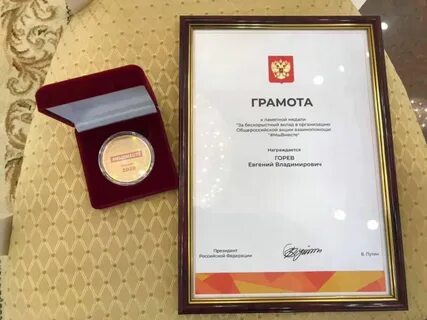 #МЫВМЕСТЕ
2020
ГРАМОТА
к памятной медали
"За бескорыстный вклад в организацию
Общероссийской акции взаимопомощи
"#МыВместе"
Награждается
ГОРЕВ
Евгений Владимирович
Президент
Российской Федерации
В. Путин